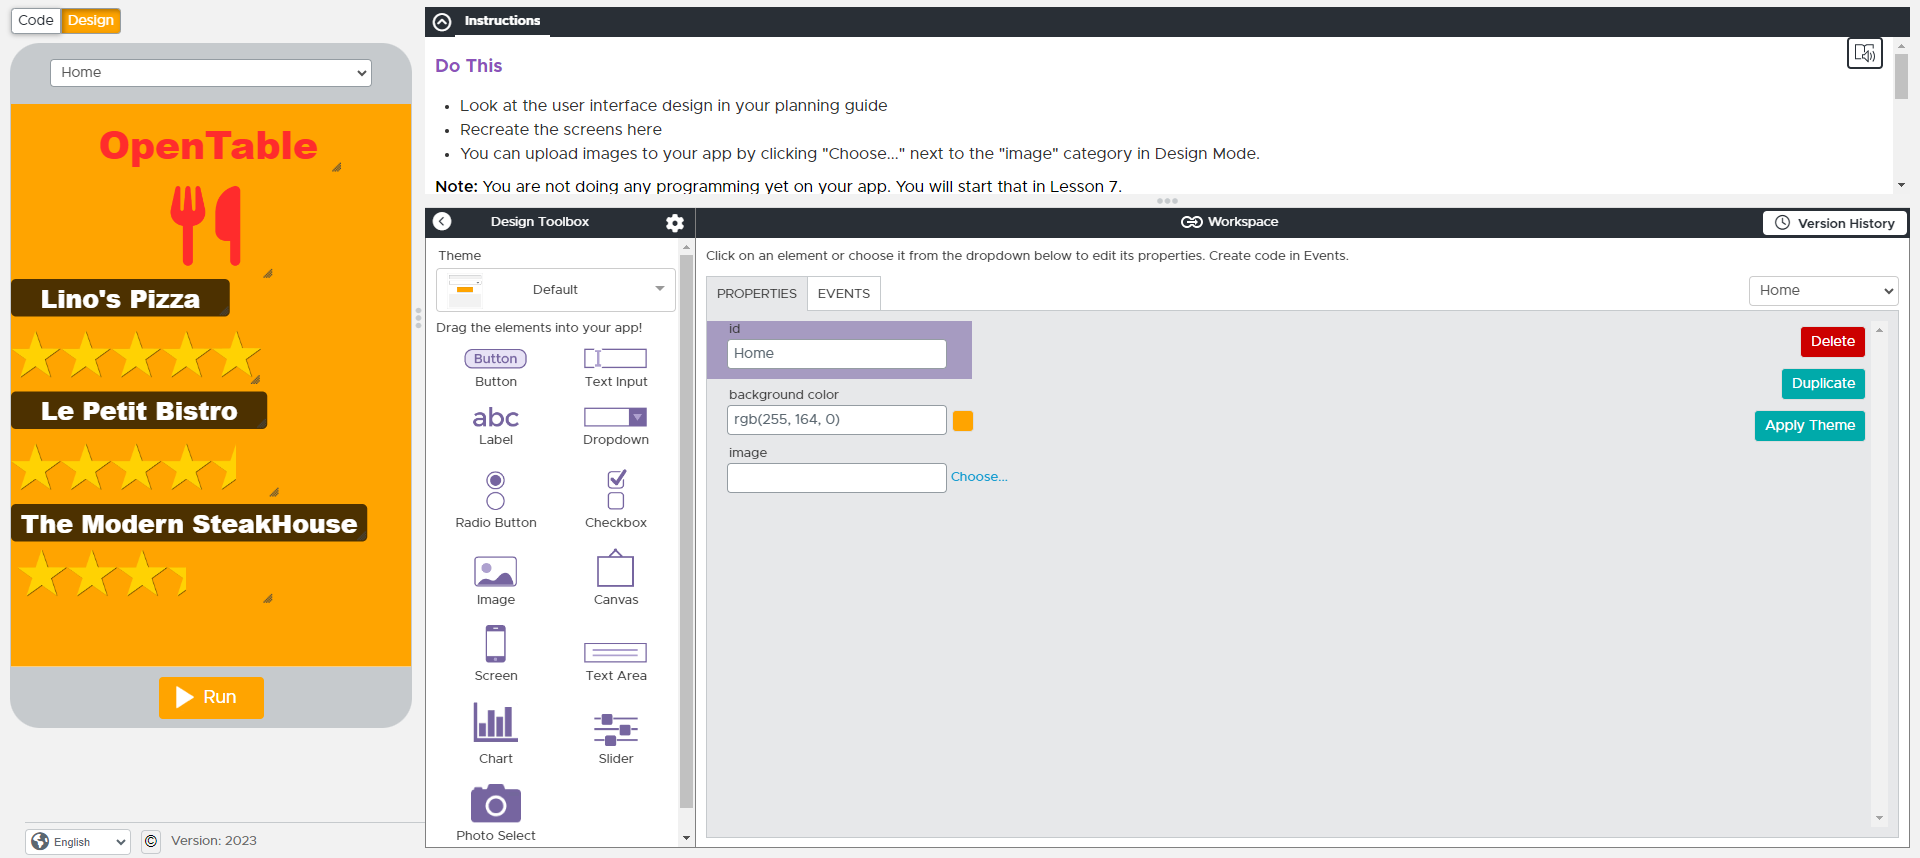 Code Design
Home
OpenTable
Lino's Pizza
Le Petit Bistro
The Modern SteakHouse
Run
English
©
Version: 2023
Instructions
Do This
• Look at the user interface design in your planning guide
• Recreate the screens here
• You can upload images to your app by clicking "Choose..." next to the "image" category in Design Mode.
Note: You are not doing any programming yet on your app. You will start that in Lesson 7.
Design Toolbox
Theme
Default
Drag the elements into your app!
Button
Button Text Input
abc
Label Dropdown
Radio Button Checkbox
Image Canvas
Screen Text Area
Chart Slider
Photo Select
Workspace
Version History
Click on an element or choose it from the dropdown below to edit its properties. Create code in Events.
PROPERTIES EVENTS
Home
id
Home
background color
rgb(255, 164, 0)
image
Choose...
Delete
Duplicate
Apply Theme